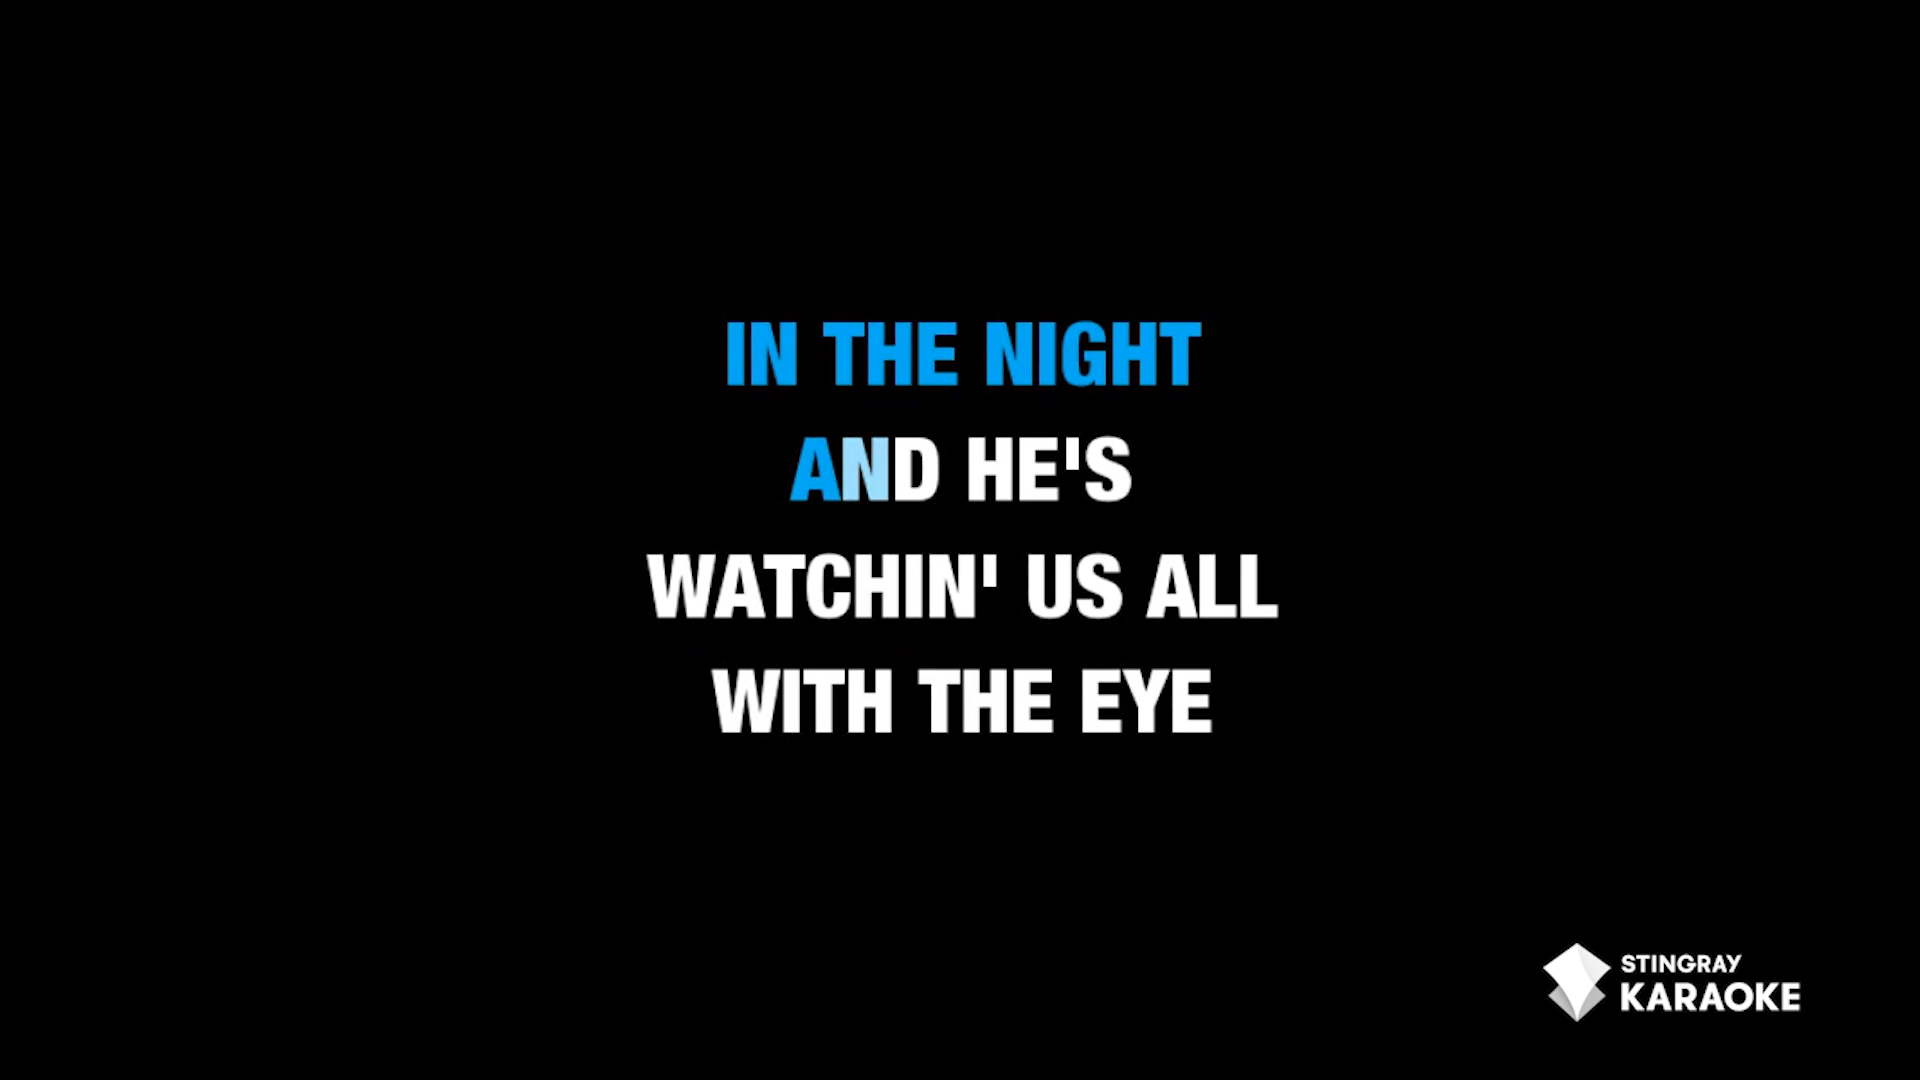 IN THE NIGHT
AND HE'S
WATCHIN' US ALL
WITH THE EYE
STINGRAY
KARAOKE